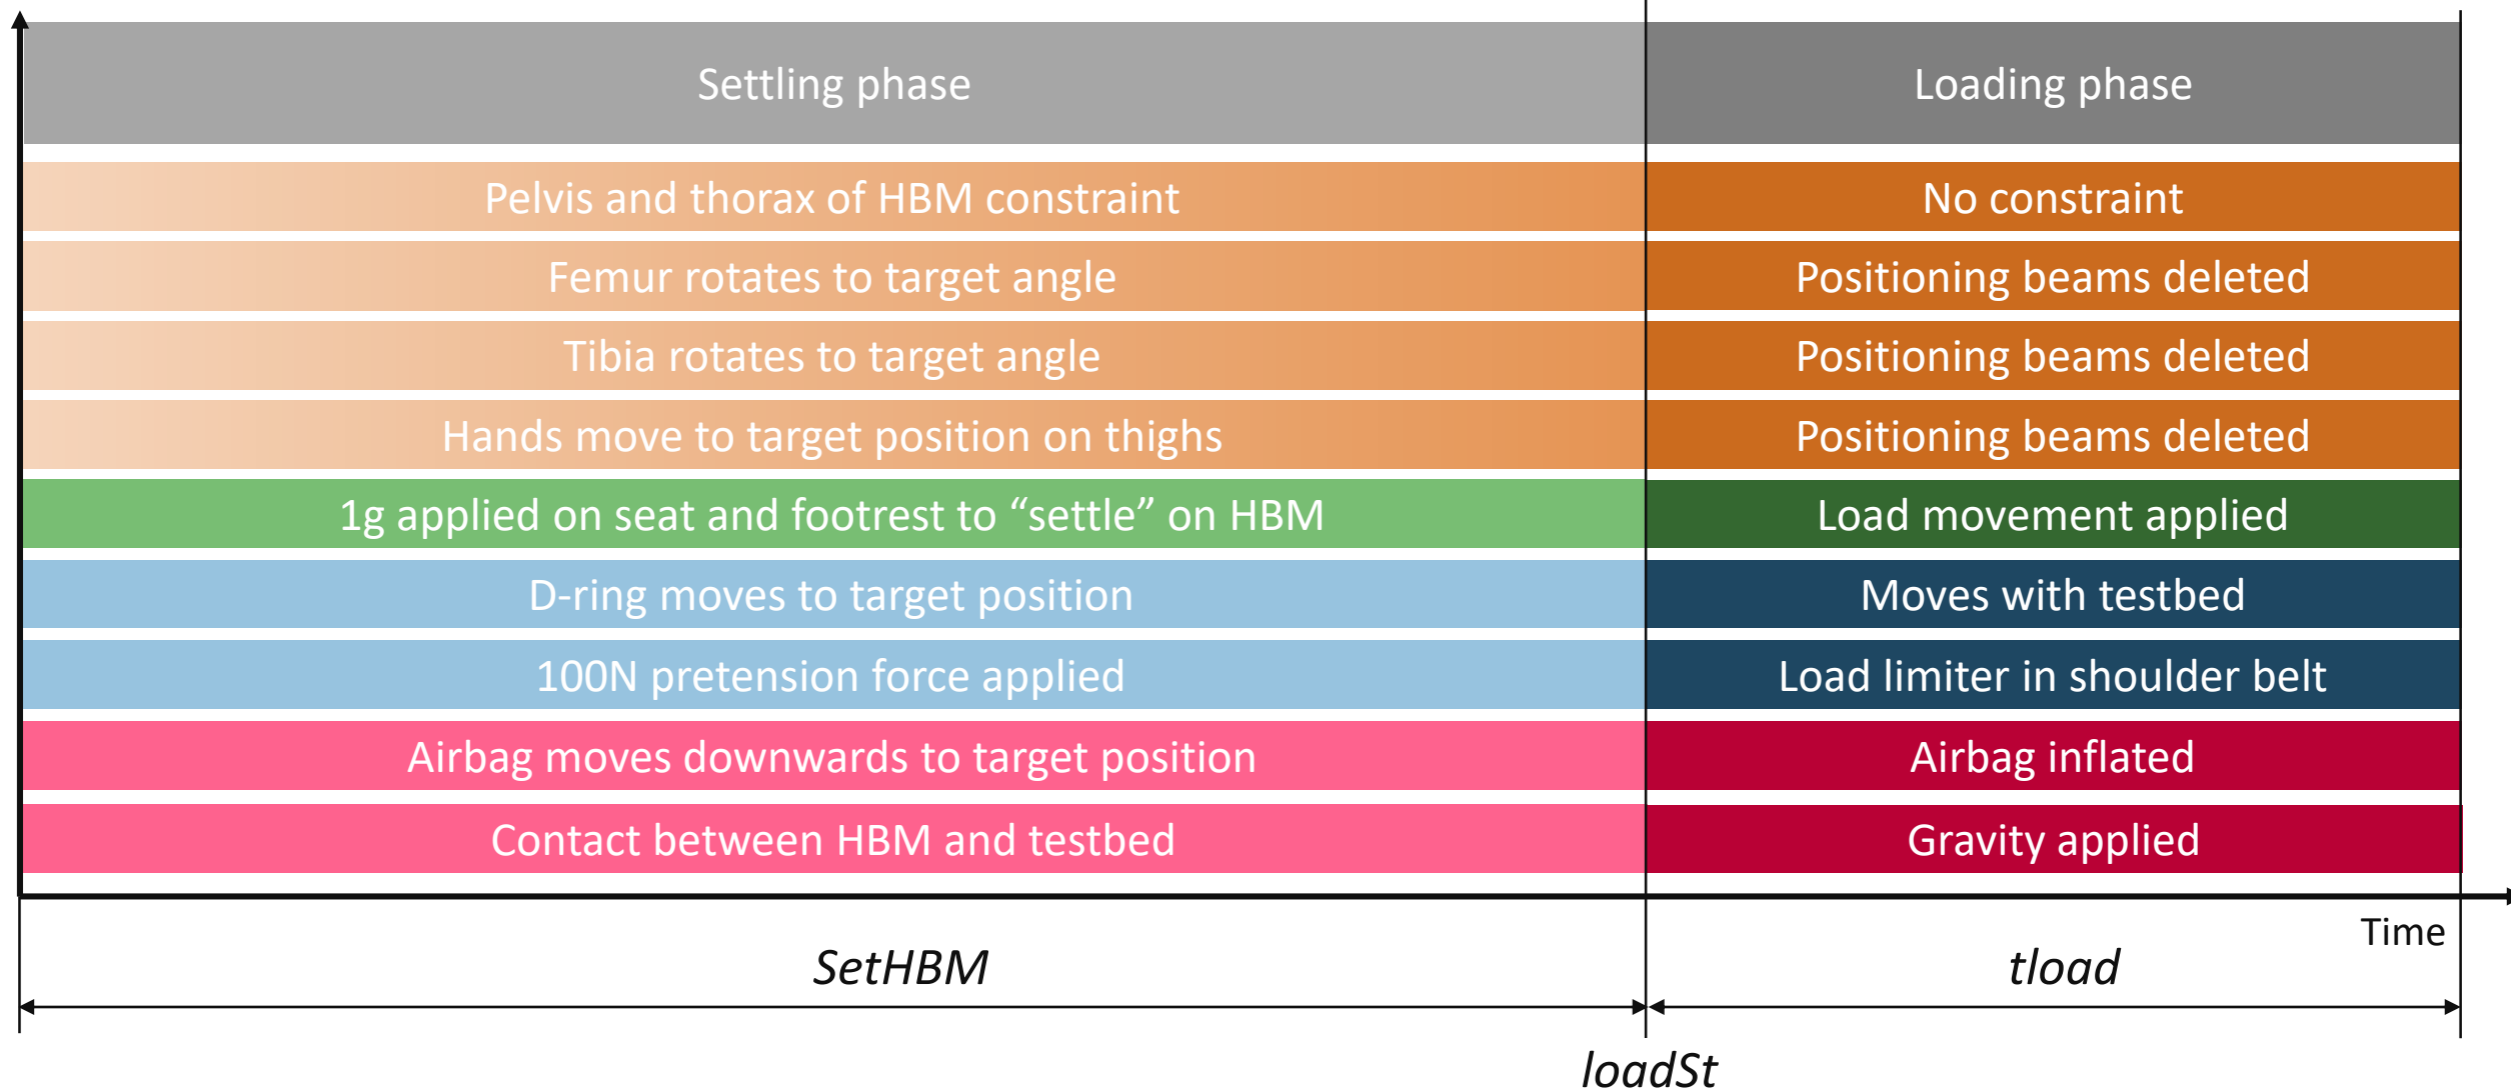 Settling phase
Loading phase
Pelvis and thorax of HBM constraint
No constraint
Femur rotates to target angle
Positioning beams deleted
Tibia rotates to target angle
Positioning beams deleted
Hands move to target position on thighs
Positioning beams deleted
1g applied on seat and footrest to “settle” on HBM
Load movement applied
D-ring moves to target position
Moves with testbed
100N pretension force applied
Load limiter in shoulder belt
Airbag moves downwards to target position
Airbag inflated
Contact between HBM and testbed
Gravity applied
Time
SetHBM
tload
loadSt